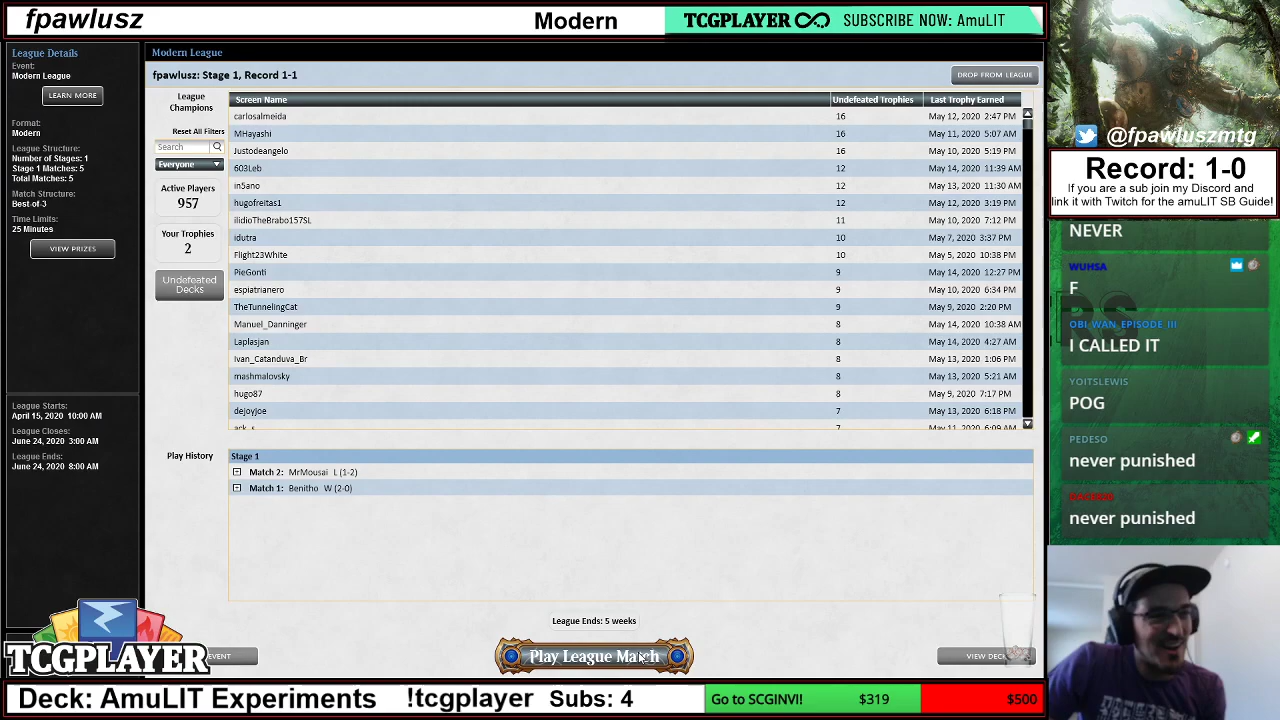 fpawlusz
Modern
TCGPLAYER SUBSCRIBE NOW: AmuLIT
League Details
Event:
Modern League
LEARN MORE
Format:
Modern
League Structure:
Number of Stages: 1
Stage 1 Matches: 5
Total Matches: 5
Match Structure:
Best-of-3
Time Limits:
25 Minutes
VIEW PRIZES
League Starts:
April 15, 2020 10:00 AM
League Closes:
June 24, 2020 3:00 AM
League Ends:
June 24, 2020 8:00 AM
Modern League
fpawlusz: Stage 1, Record 1-1
DROP FROM LEAGUE
League
Champions
Reset All Filters
Search
Everyone
Active Players
957
Your Trophies
2
Undefeated
Decks
Screen Name Undefeated Trophies Last Trophy Earned
carlosalmeida 16 May 12, 2020 2:47 PM
MHayashi 16 May 11, 2020 5:07 AM
Justodeangelo 16 May 10, 2020 5:19 PM
603Leb 12 May 14, 2020 11:39 AM
in5ano 12 May 13, 2020 11:30 AM
hugofreitas1 12 May 12, 2020 3:19 PM
ilidioTheBrabo157SL 11 May 10, 2020 7:12 PM
idutra 10 May 7, 2020 3:37 PM
Flight23White 10 May 5, 2020 10:38 PM
PieGonti 9 May 14, 2020 12:27 PM
espiatrianero 9 May 10, 2020 6:34 PM
TheTunnelingCat 9 May 9, 2020 2:20 PM
Manuel_Danninger 8 May 14, 2020 10:38 AM
Laplasjan 8 May 14, 2020 4:27 AM
Ivan_Catanduva_Br 8 May 13, 2020 1:06 PM
mashmalovsky 8 May 13, 2020 5:21 AM
hugo87 8 May 9, 2020 7:17 PM
dejoyjoe 7 May 13, 2020 6:18 PM
7 May 11, 2020 6:09 AM
Play History
Stage 1
Match 2: MrMousai L (1-2)
Match 1: Benitho W (2-0)
League Ends: 5 weeks
Play League Match
EVENT
VIEW DECK
TCGPLAYER
@fpawluszmtg
Record: 1-0
If you are a sub join my Discord and
link it with Twitch for the amuLIT SB Guide!
NEVER
WUHSA
F
OBI_WAN_EPISODE_III
I CALLED IT
YOITSLEWIS
POG
PEDESO
never punished
never punished
Deck: AmuLIT Experiments !tcgplayer Subs: 4
Go to SCGINVI! $319 $500